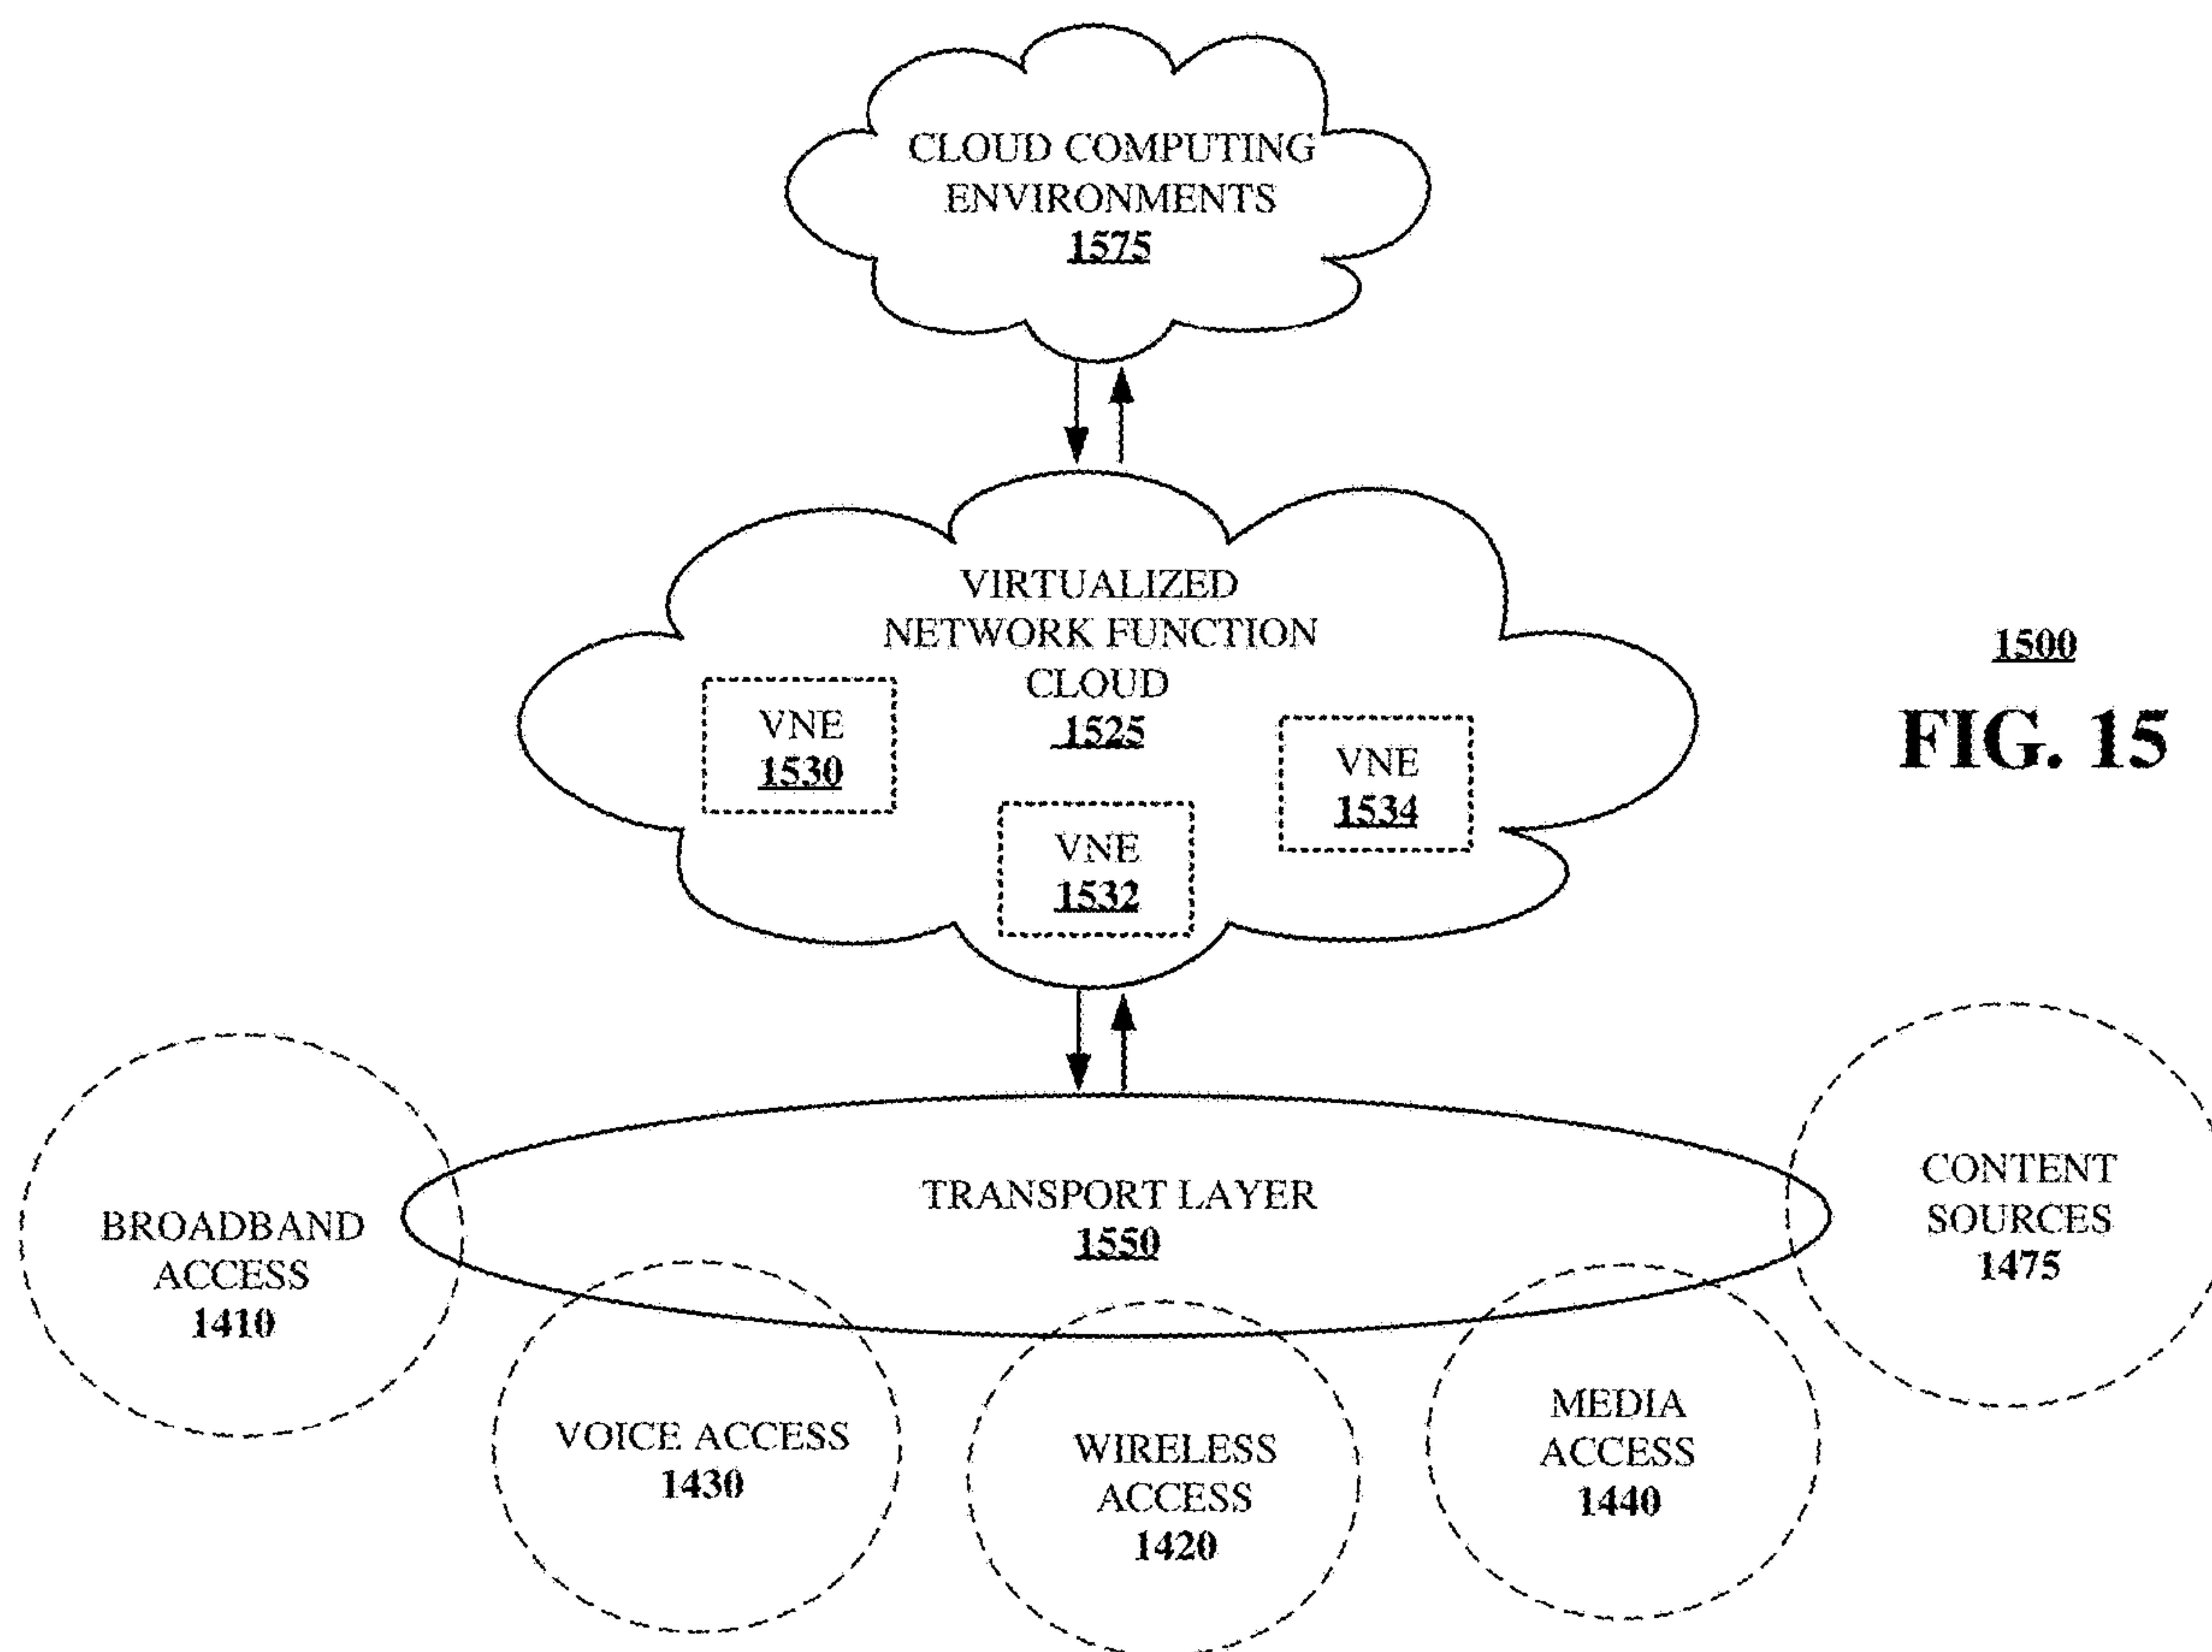 CLOUD COMPUTING
ENVIRONMENTS
1575
VIRTUALIZED
NETWORK FUNCTION
CLOUD
1525
VNE
1530
VNE
1532
VNE
1534
1500
FIG. 15
TRANSPORT LAYER
1550
BROADBAND
ACCESS
1410
VOICE ACCESS
1430
WIRELESS
ACCESS
1420
MEDIA
ACCESS
1440
CONTENT
SOURCES
1475